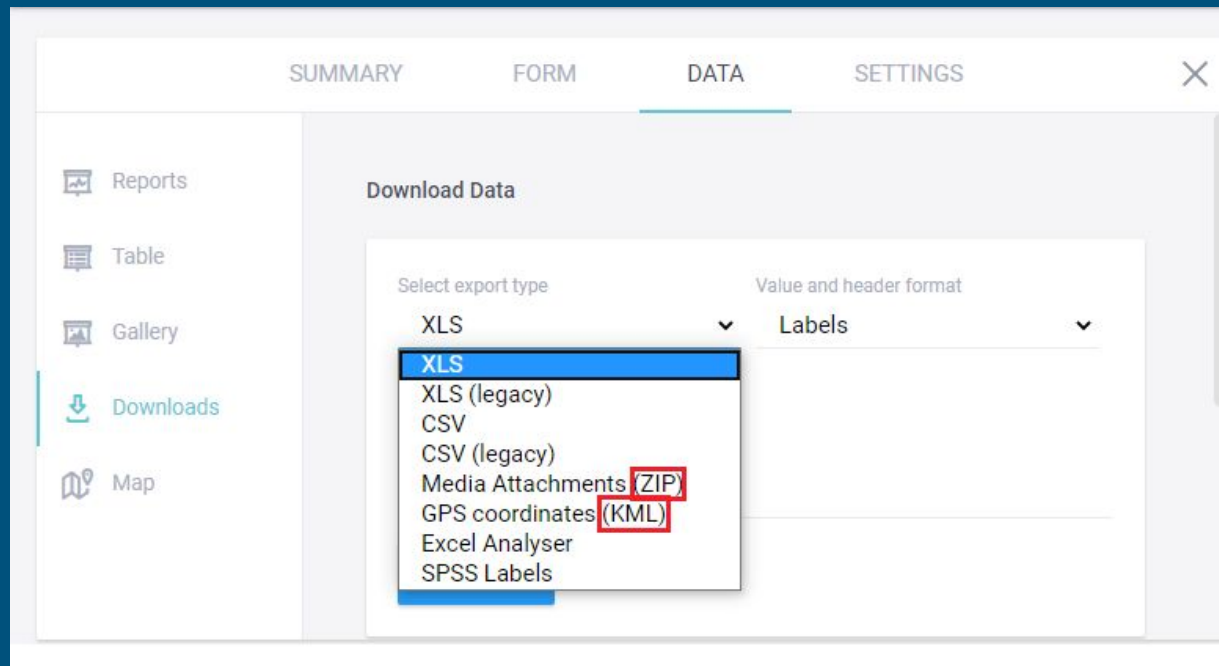 SUMMARY FORM DATA SETTINGS
Reports
Table
Gallery
Downloads
Map
Download Data
Select export type
XLS
Value and header format
Labels
XLS
XLS (legacy)
CSV
CSV (legacy)
Media Attachments (ZIP)
GPS coordinates (KML)
Excel Analyser
SPSS Labels